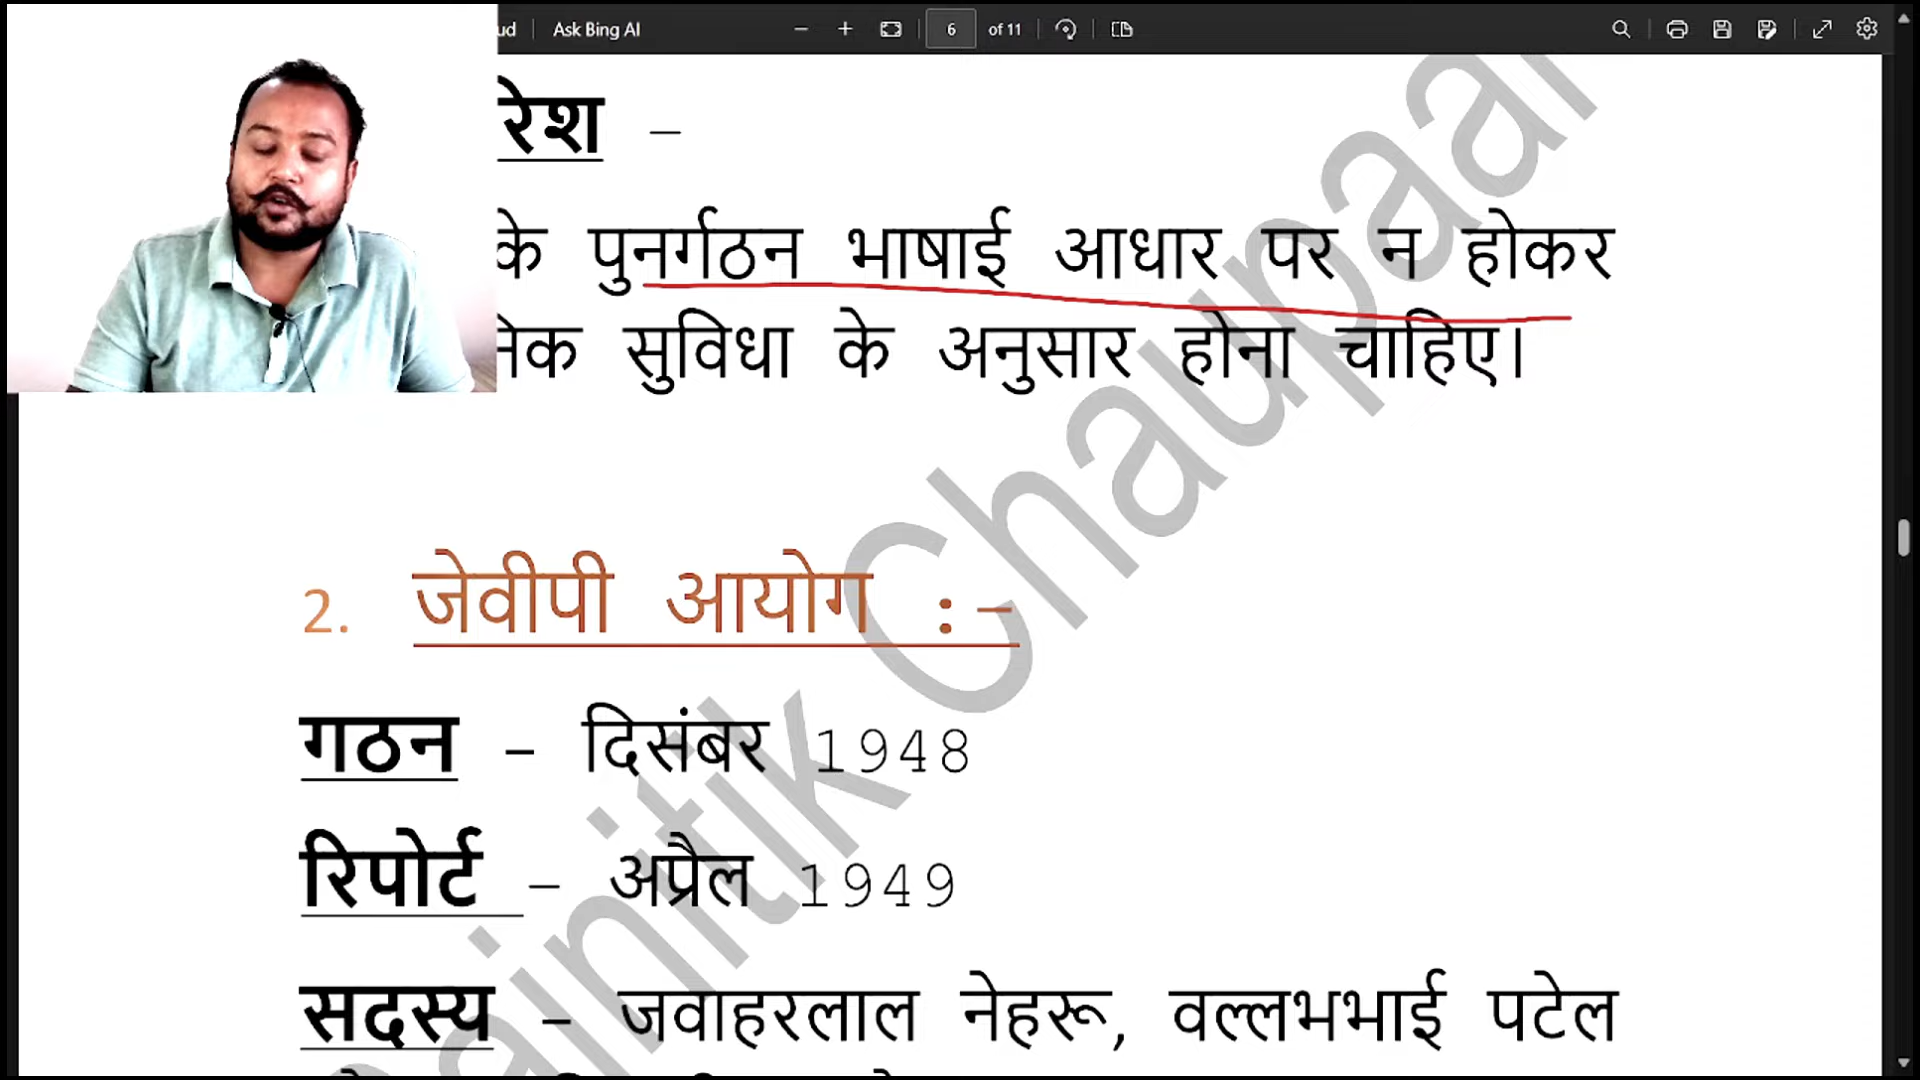 Ask Bing AI
6 of 11
रेश –
के पुनर्गठन भाषाई आधार पर न होकर
सुविधा के अनुसार होना चाहिए।
2. जेवीपी आयोग :-
गठन - दिसंबर 1948
रिपोर्ट - अप्रैल 1949
सदस्य - जवाहरलाल नेहरू, वल्लभभाई पटेल
Chaupaal